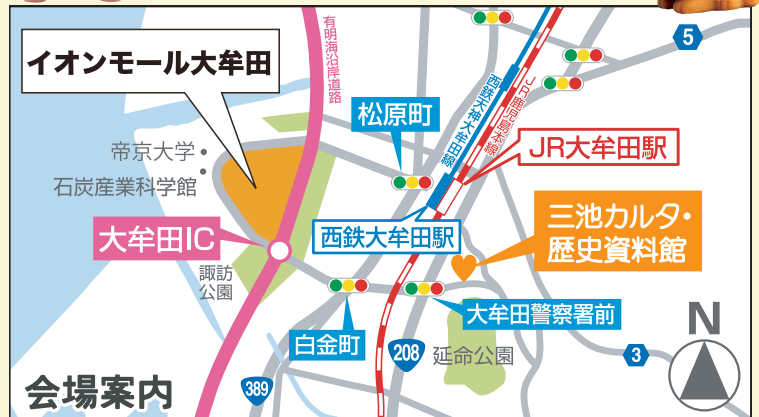 イオンモール大牟田
有明海沿岸道路
5
西鉄天神大牟田線
JR鹿児島本線
松原町
帝京大学
石炭産業科学館
JR大牟田駅
大牟田IC
西鉄大牟田駅
三池カルタ・
歴史資料館
諏訪
公園
白金町
大牟田警察署前
N
208
延命公園
3
会場案内
389